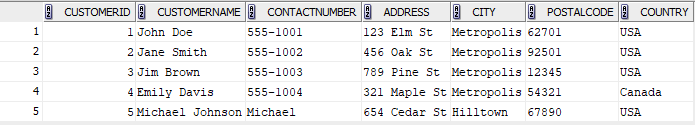 CUSTOMERID CUSTOMERNAME CONTACTNUMBER ADDRESS CITY POSTALCODE COUNTRY
1 1 John Doe 555-1001 123 Elm St Metropolis 62701 USA
2 2 Jane Smith 555-1002 456 Oak St Metropolis 92501 USA
3 3 Jim Brown 555-1003 789 Pine St Metropolis 12345 USA
4 4 Emily Davis 555-1004 321 Maple St Metropolis 54321 Canada
5 5 Michael Johnson Michael 654 Cedar St Hilltown 67890 USA